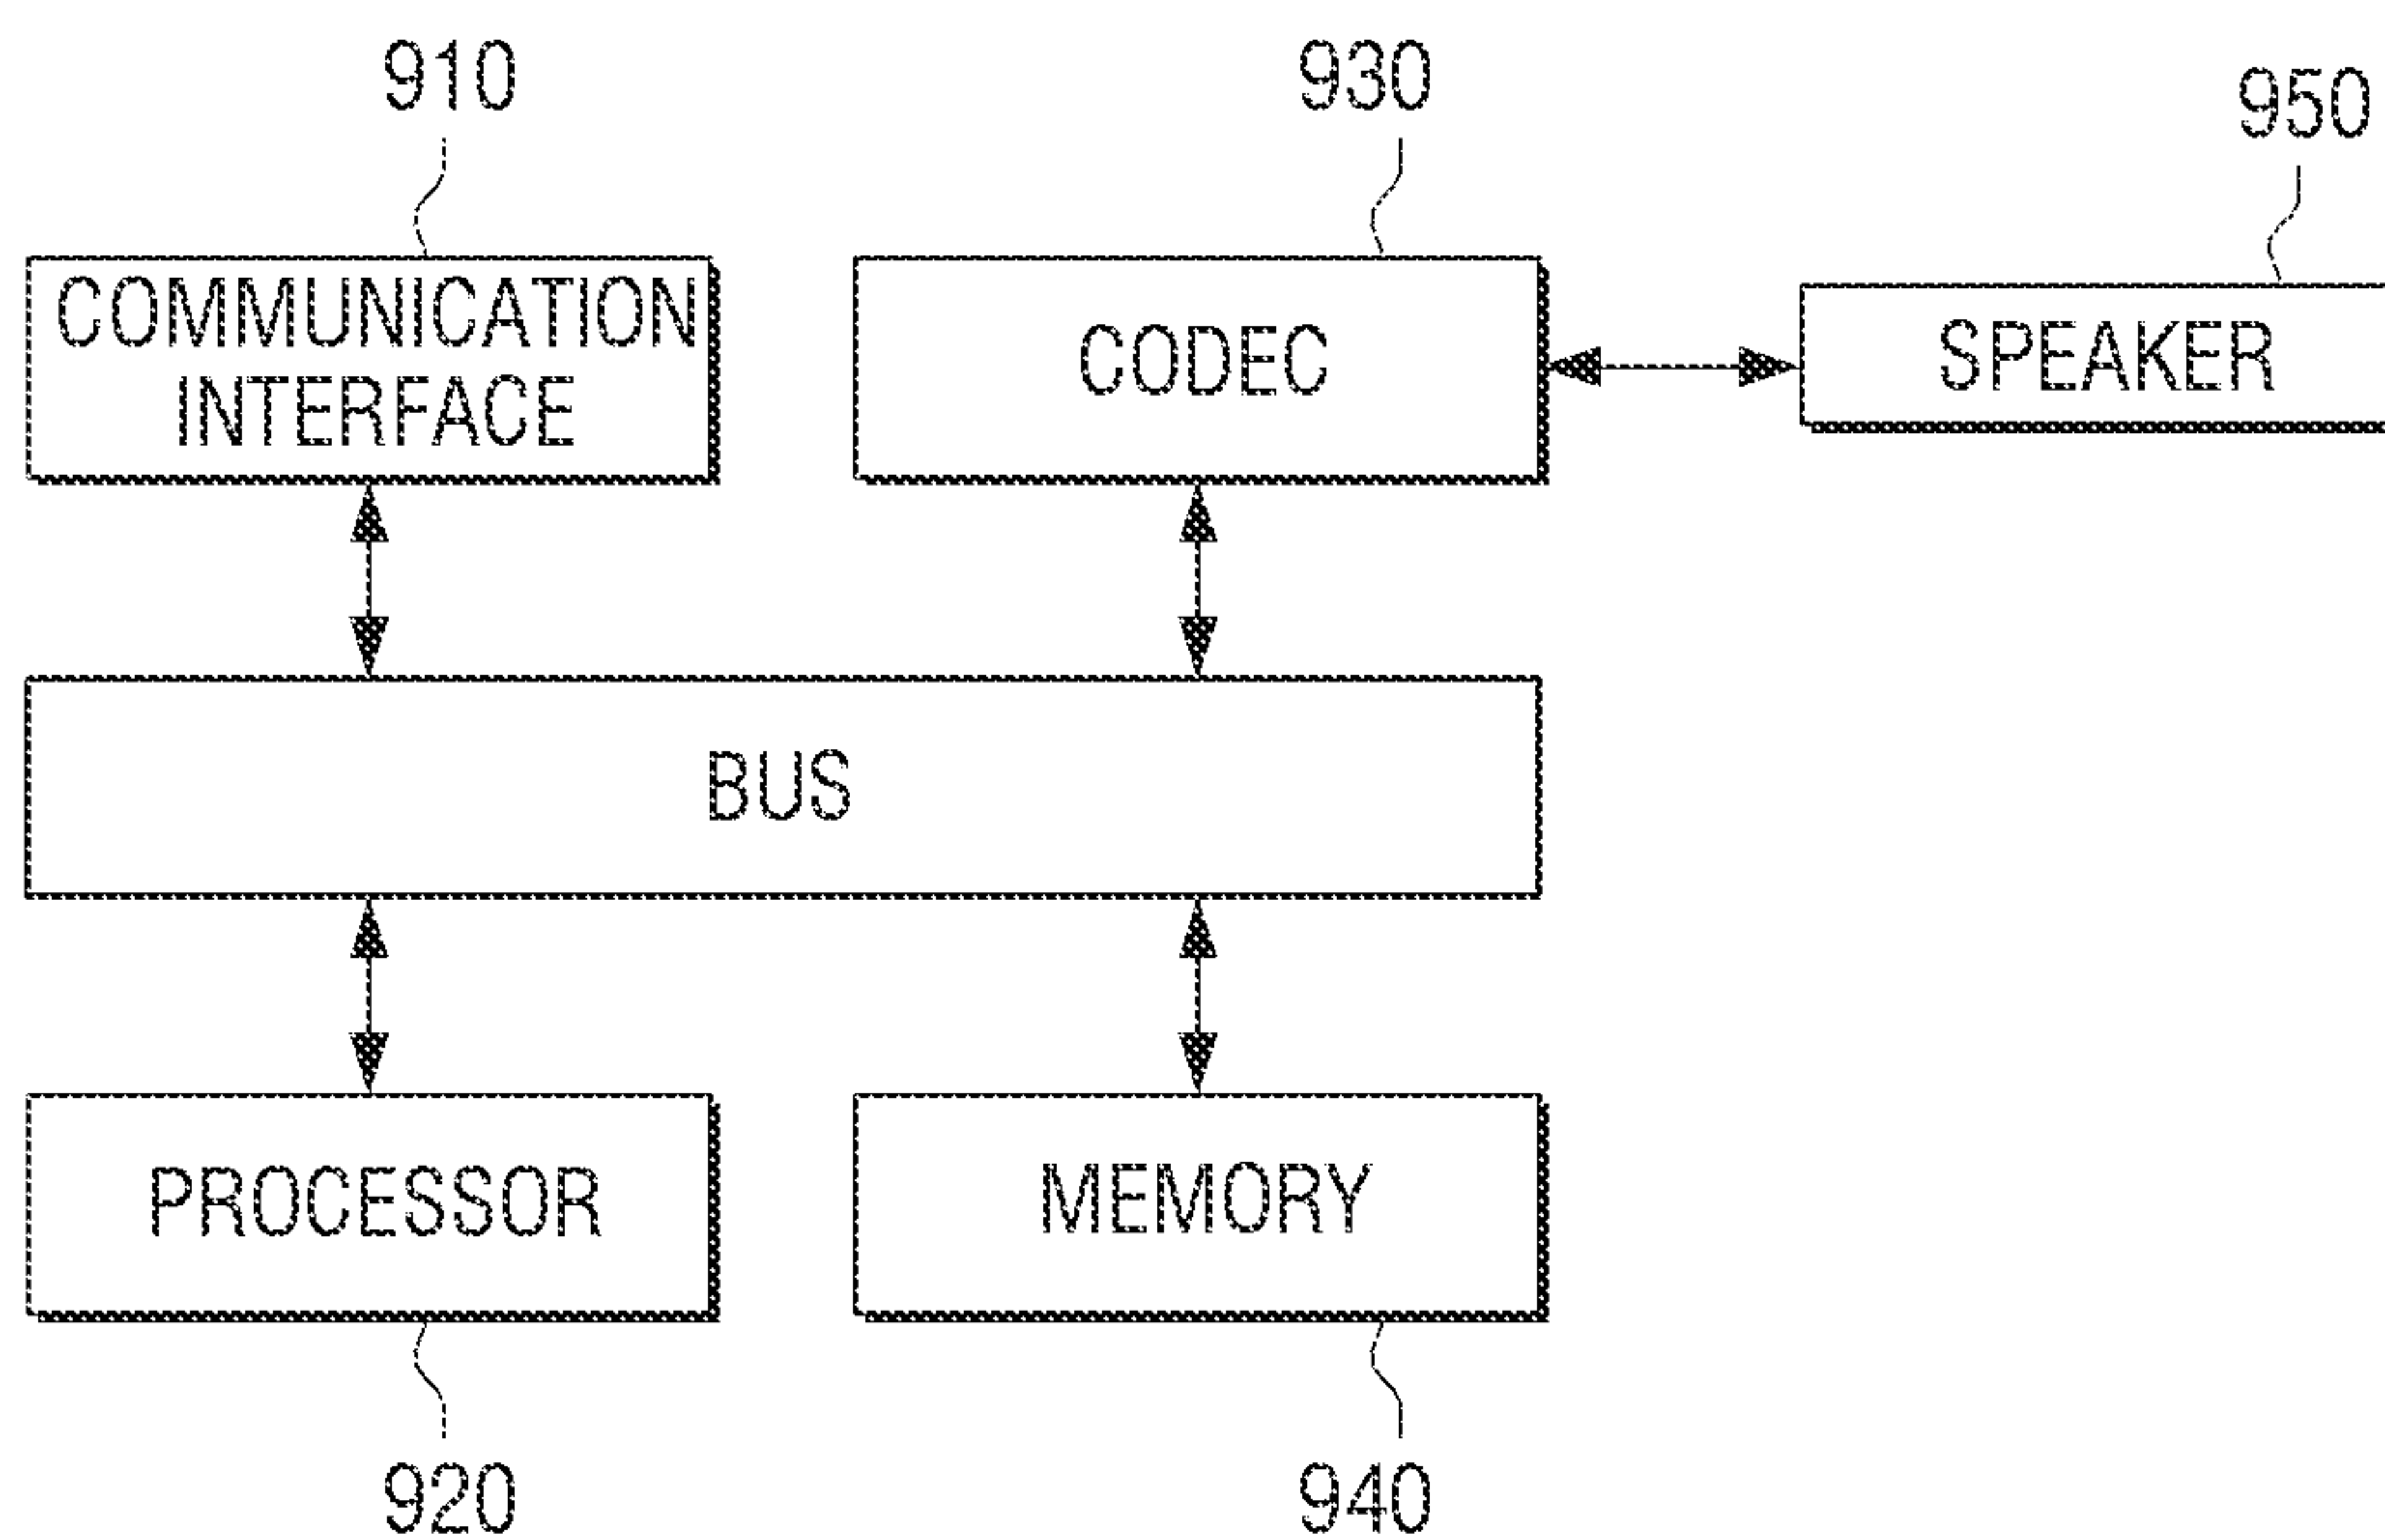 910
930
950
COMMUNICATION
INTERFACE
CODEC
SPEAKER
BUS
PROCESSOR
MEMORY
920
940